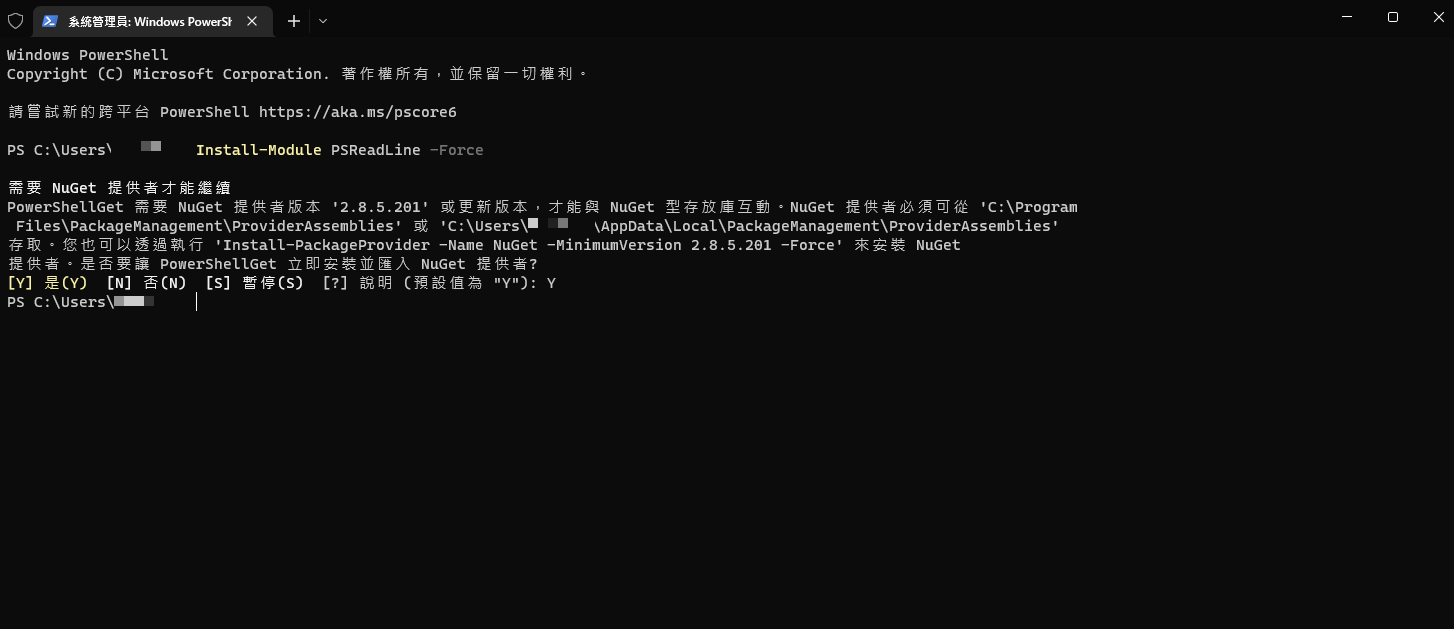 系統管理員: Windows PowerSh
Windows PowerShell
Copyright (C) Microsoft Corporation. 著作權所有，並保留一切權利。
請嘗試新的跨平台 PowerShell https://aka.ms/pscore6
PS C:\Users\ Install-Module PSReadLine -Force
需要 NuGet 提供者才能繼續
PowerShellGet 需要 NuGet 提供者版本 '2.8.5.201' 或更新版本，才能與 NuGet 型存放庫互動。NuGet 提供者必須可從 'C:\Program
Files\PackageManagement\ProviderAssemblies' 或 'C:\Users\ \AppData\Local\PackageManagement\ProviderAssemblies'
存取。您也可以透過執行 'Install-PackageProvider -Name NuGet -MinimumVersion 2.8.5.201 -Force' 來安裝 NuGet
提供者。是否要讓 PowerShellGet 立即安裝並匯入 NuGet 提供者?
[Y] 是(Y) [N] 否(N) [S] 暫停(S) [?] 說明 (預設值為 "Y"): Y
PS C:\Users\